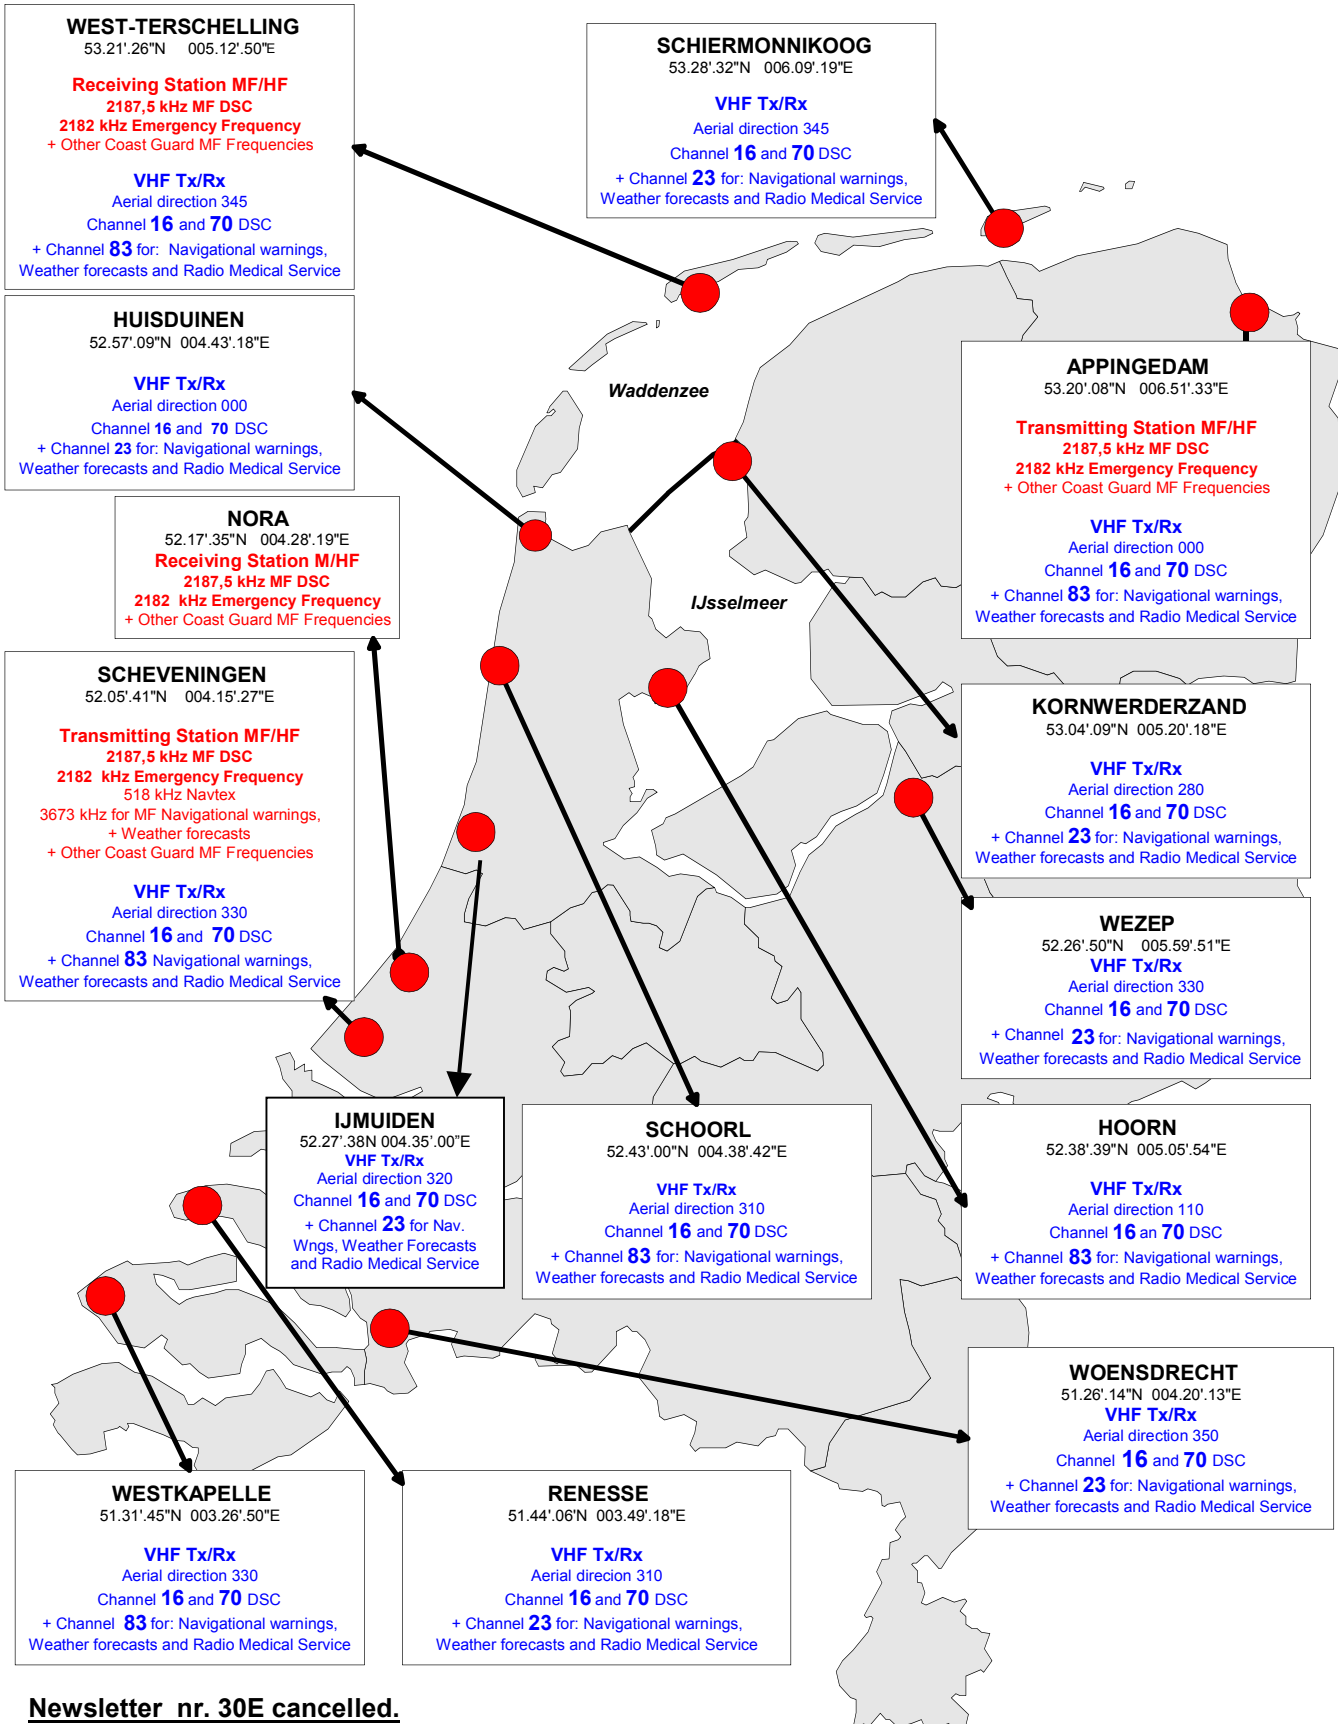 WEST-TERSCHELLING
53.21'.26"N 005.12'.50"E
Receiving Station MF/HF
2187,5 kHz MF DSC
2182 kHz Emergency Frequency
+ Other Coast Guard MF Frequencies
VHF Tx/Rx
Aerial direction 345
Channel 16 and 70 DSC
+ Channel 83 for: Navigational warnings,
Weather forecasts and Radio Medical Service
SCHIERMONNIKOOG
53.28'.32"N 006.09'.19"E
VHF Tx/Rx
Aerial direction 345
Channel 16 and 70 DSC
+ Channel 23 for: Navigational warnings,
Weather forecasts and Radio Medical Service
HUISDUINEN
52.57'.09"N 004.43'.18"E
VHF Tx/Rx
Aerial direction 000
Channel 16 and 70 DSC
+ Channel 23 for: Navigational warnings,
Weather forecasts and Radio Medical Service
Waddenzee
APPINGEDAM
53.20'.08"N 006.51'.33"E
Transmitting Station MF/HF
2187,5 kHz MF DSC
2182 kHz Emergency Frequency
+ Other Coast Guard MF Frequencies
VHF Tx/Rx
Aerial direction 000
Channel 16 and 70 DSC
+ Channel 83 for: Navigational warnings,
Weather forecasts and Radio Medical Service
NORA
52.17'.35"N 004.28'.19"E
Receiving Station M/HF
2187,5 kHz MF DSC
2182 kHz Emergency Frequency
+ Other Coast Guard MF Frequencies
IJsselmeer
SCHEVENINGEN
52.05'.41"N 004.15'.27"E
Transmitting Station MF/HF
2187,5 kHz MF DSC
2182 kHz Emergency Frequency
518 kHz Navtex
3673 kHz for MF Navigational warnings,
+ Weather forecasts
+ Other Coast Guard MF Frequencies
VHF Tx/Rx
Aerial direction 330
Channel 16 and 70 DSC
+ Channel 83 Navigational warnings,
Weather forecasts and Radio Medical Service
KORNWERDERZAND
53.04'.09"N 005.20'.18"E
VHF Tx/Rx
Aerial direction 280
Channel 16 and 70 DSC
+ Channel 23 for: Navigational warnings,
Weather forecasts and Radio Medical Service
WEZEP
52.26'.50"N 005.59'.51"E
VHF Tx/Rx
Aerial direction 330
Channel 16 and 70 DSC
+ Channel 23 for: Navigational warnings,
Weather forecasts and Radio Medical Service
IJMUIDEN
52.27'.38N 004.35'.00"E
VHF Tx/Rx
Aerial direction 320
Channel 16 and 70 DSC
+ Channel 23 for Nav.
Wngs, Weather Forecasts
and Radio Medical Service
SCHOORL
52.43'.00"N 004.38'.42"E
VHF Tx/Rx
Aerial direction 310
Channel 16 and 70 DSC
+ Channel 83 for: Navigational warnings,
Weather forecasts and Radio Medical Service
HOORN
52.38'.39"N 005.05'.54"E
VHF Tx/Rx
Aerial direction 110
Channel 16 an 70 DSC
+ Channel 83 for: Navigational warnings,
Weather forecasts and Radio Medical Service
WOENSDRECHT
51.26'.14"N 004.20'.13"E
VHF Tx/Rx
Aerial direction 350
Channel 16 and 70 DSC
+ Channel 23 for: Navigational warnings,
Weather forecasts and Radio Medical Service
WESTKAPELLE
51.31'.45"N 003.26'.50"E
VHF Tx/Rx
Aerial direction 330
Channel 16 and 70 DSC
+ Channel 83 for: Navigational warnings,
Weather forecasts and Radio Medical Service
RENESSE
51.44'.06"N 003.49'.18"E
VHF Tx/Rx
Aerial direcion 310
Channel 16 and 70 DSC
+ Channel 23 for: Navigational warnings,
Weather forecasts and Radio Medical Service
Newsletter nr. 30E cancelled.